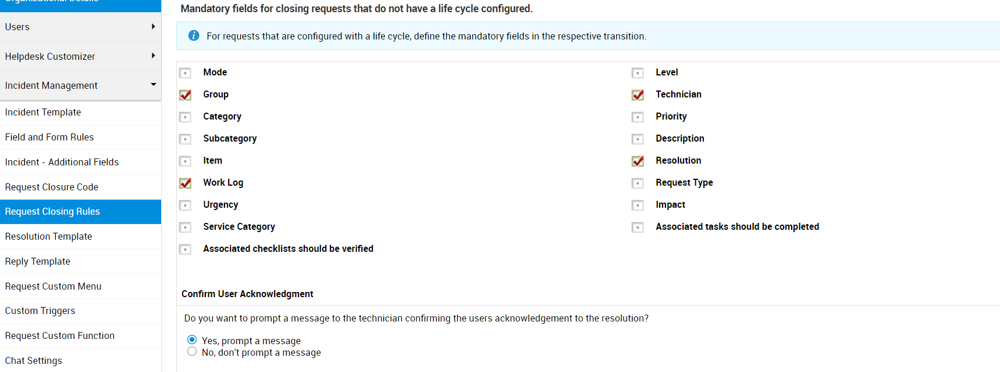 Organizational Details
Users
Helpdesk Customizer
Incident Management
Incident Template
Field and Form Rules
Incident - Additional Fields
Request Closure Code
Request Closing Rules
Resolution Template
Reply Template
Request Custom Menu
Custom Triggers
Request Custom Function
Chat Settings
Mandatory fields for closing requests that do not have a life cycle configured.
For requests that are configured with a life cycle, define the mandatory fields in the respective transition.
Mode Level
Group Technician
Category Priority
Subcategory Description
Item Resolution
Work Log Request Type
Urgency Impact
Service Category Associated tasks should be completed
Associated checklists should be verified
Confirm User Acknowledgment
Do you want to prompt a message to the technician confirming the users acknowledgement to the resolution?
Yes, prompt a message
No, don't prompt a message